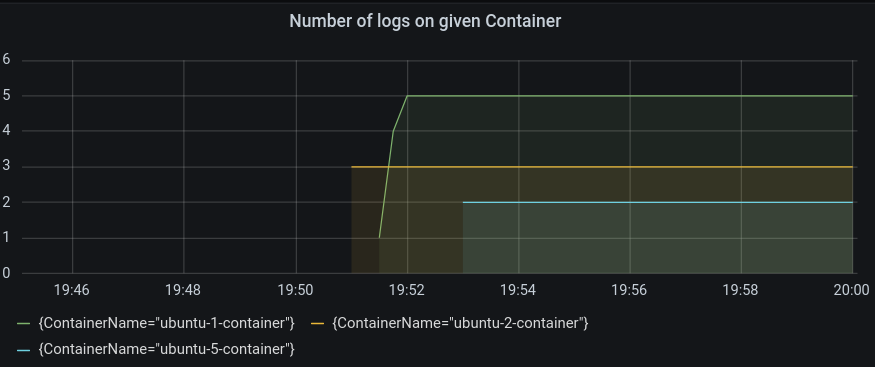 Number of logs on given Container
6
5
4
3
2
1
0
19:46 19:48 19:50 19:52 19:54 19:56 19:58 20:00
{ContainerName="ubuntu-1-container"} {ContainerName="ubuntu-2-container"}
{ContainerName="ubuntu-5-container"}